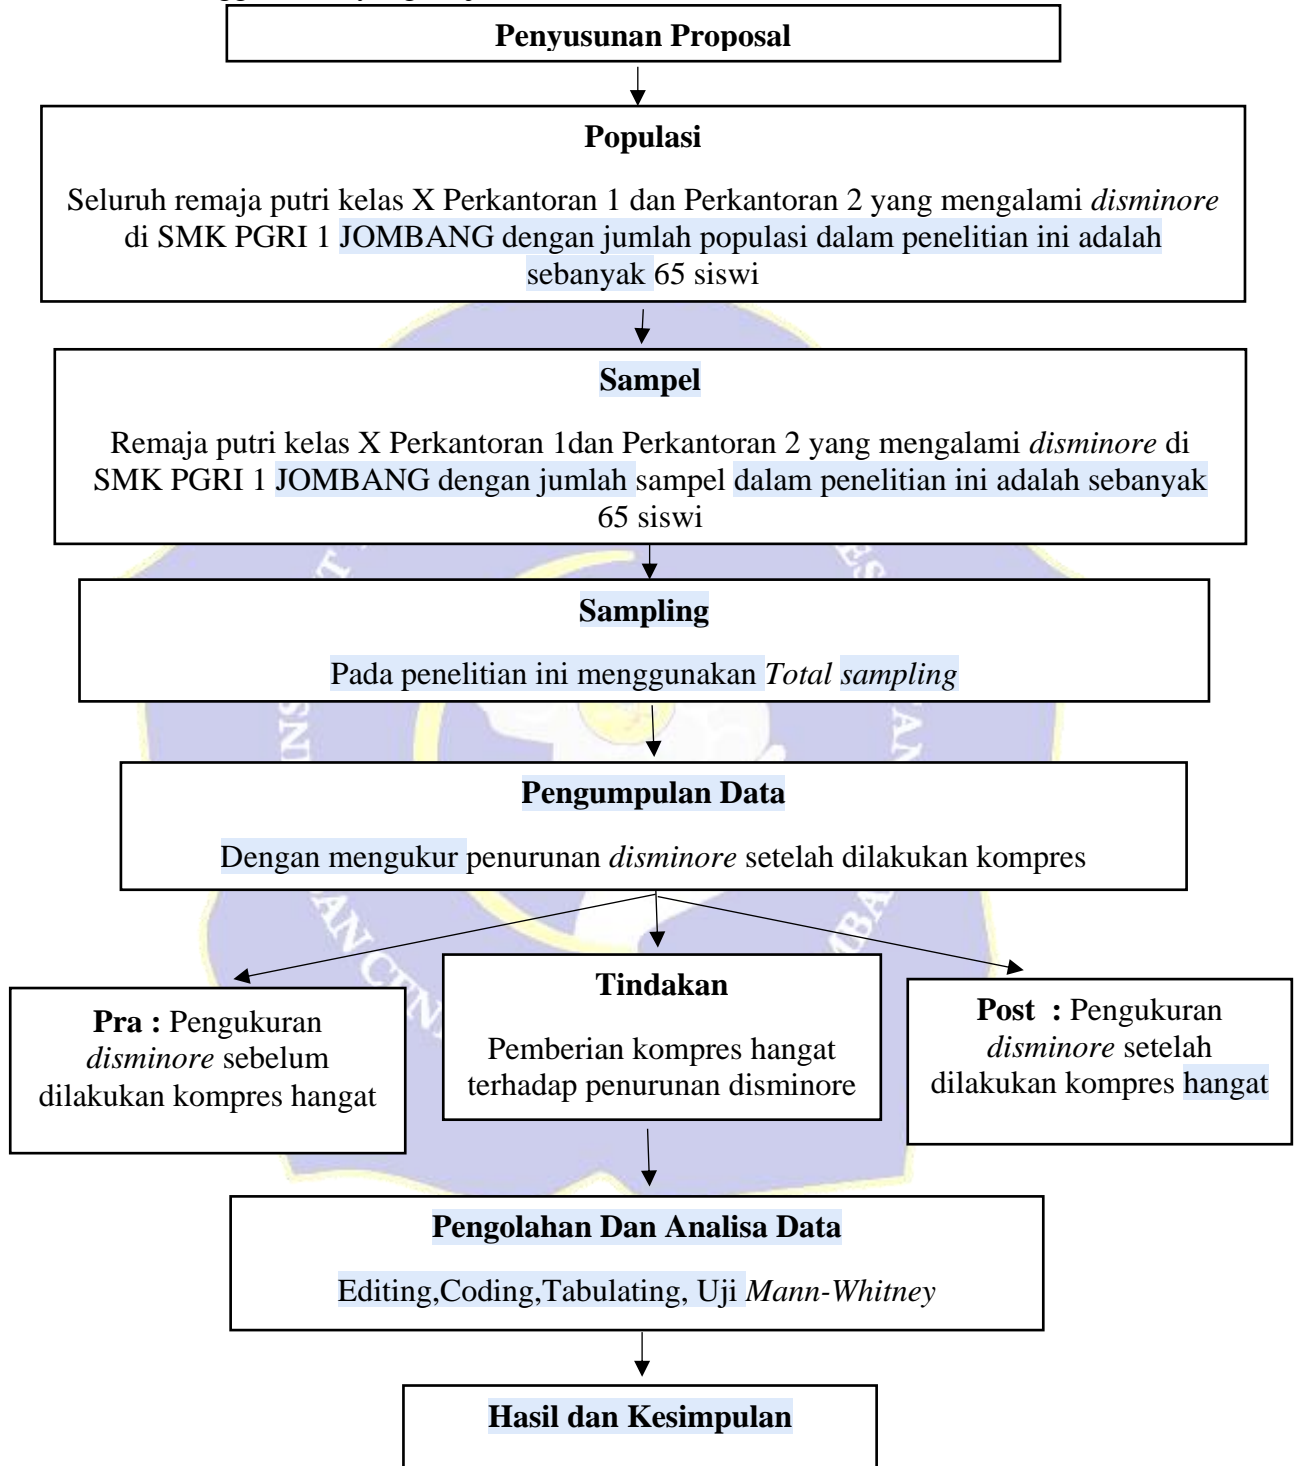 Penyusunan Proposal
Populasi
Seluruh remaja putri kelas X Perkantoran 1 dan Perkantoran 2 yang mengalami disminore
di SMK PGRI 1 JOMBANG dengan jumlah populasi dalam penelitian ini adalah
sebanyak 65 siswi
Sampel
Remaja putri kelas X Perkantoran 1dan Perkantoran 2 yang mengalami disminore di
SMK PGRI 1 JOMBANG dengan jumlah sampel dalam penelitian ini adalah sebanyak
65 siswi
Sampling
Pada penelitian ini menggunakan Total sampling
Pengumpulan Data
Dengan mengukur penurunan disminore setelah dilakukan kompres
Pra : Pengukuran
disminore sebelum
dilakukan kompres hangat
Tindakan
Pemberian kompres hangat
terhadap penurunan disminore
Post : Pengukuran
disminore setelah
dilakukan kompres hangat
Pengolahan Dan Analisa Data
Editing,Coding,Tabulating, Uji Mann-Whitney
Hasil dan Kesimpulan